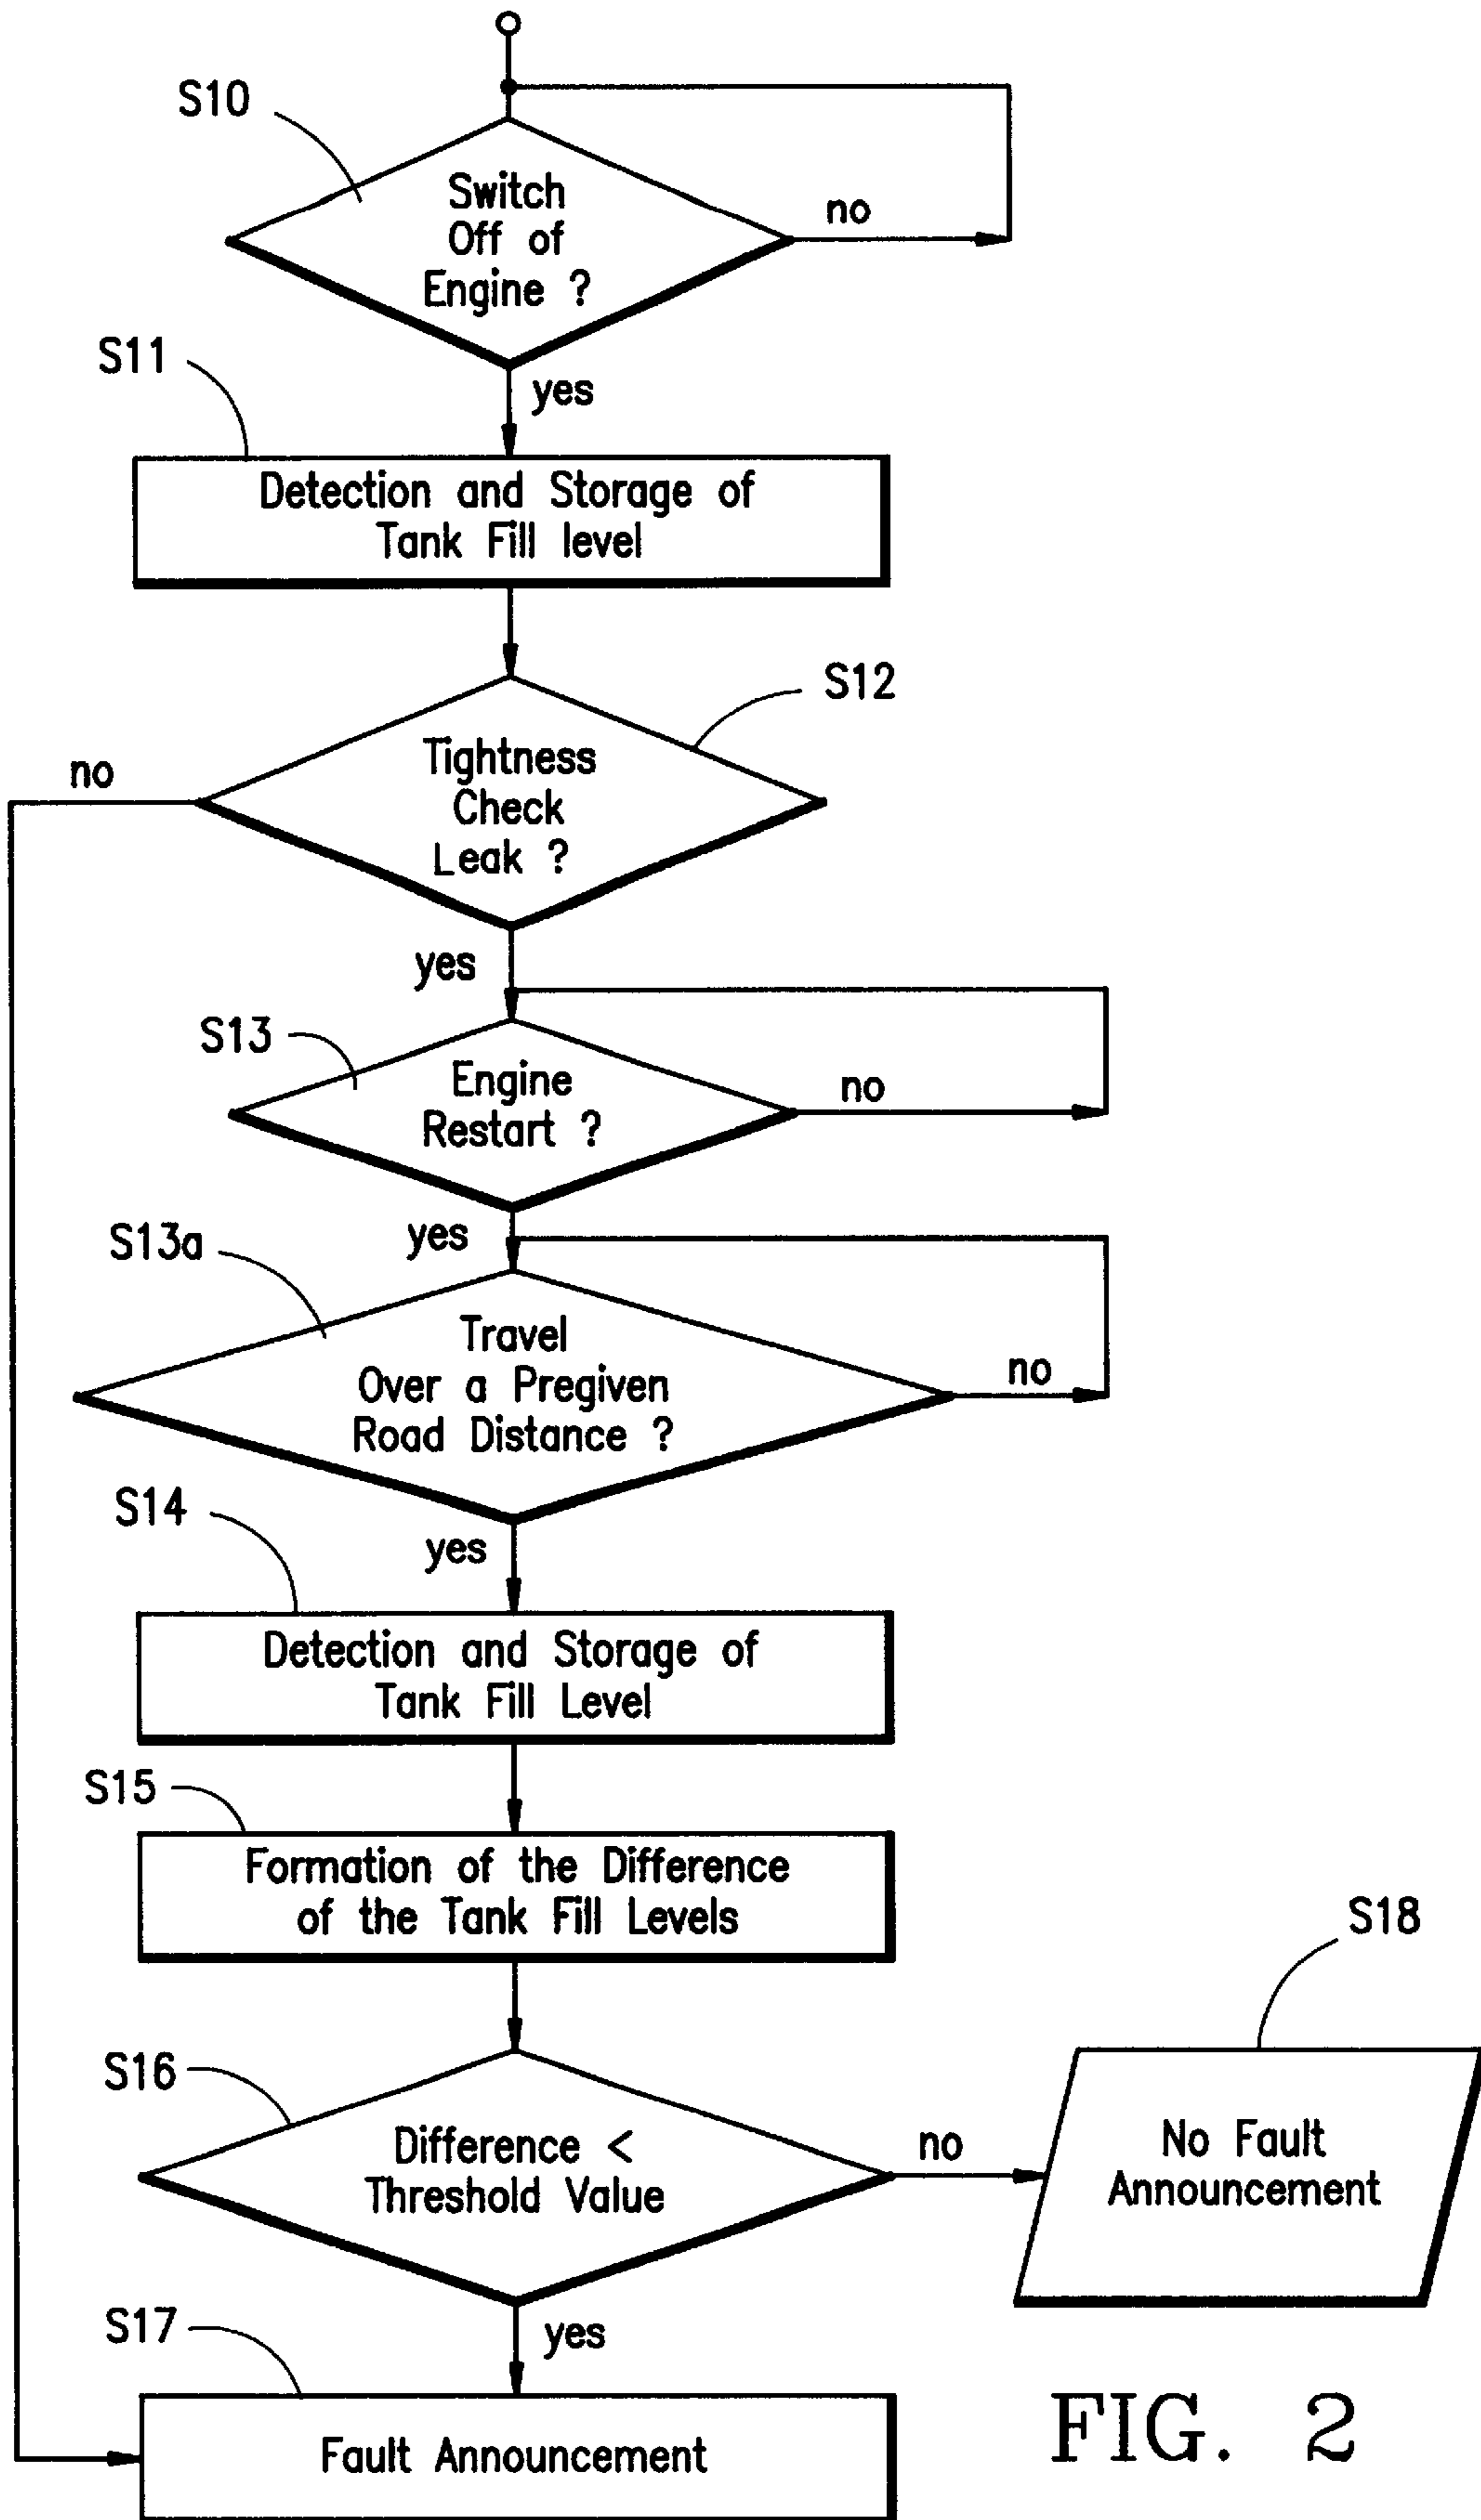 S10
Switch
Off of
Engine ?
no
yes
S11
Detection and Storage of
Tank Fill level
S12
Tightness
Check
Leak ?
no
yes
S13
Engine
Restart ?
no
yes
S13a
Travel
Over a Pregiven
Road Distance ?
no
yes
S14
Detection and Storage of
Tank Fill Level
S15
Formation of the Difference
of the Tank Fill Levels
S16
Difference <
Threshold Value
no
S18
No Fault
Announcement
yes
S17
Fault Announcement
FIG. 2